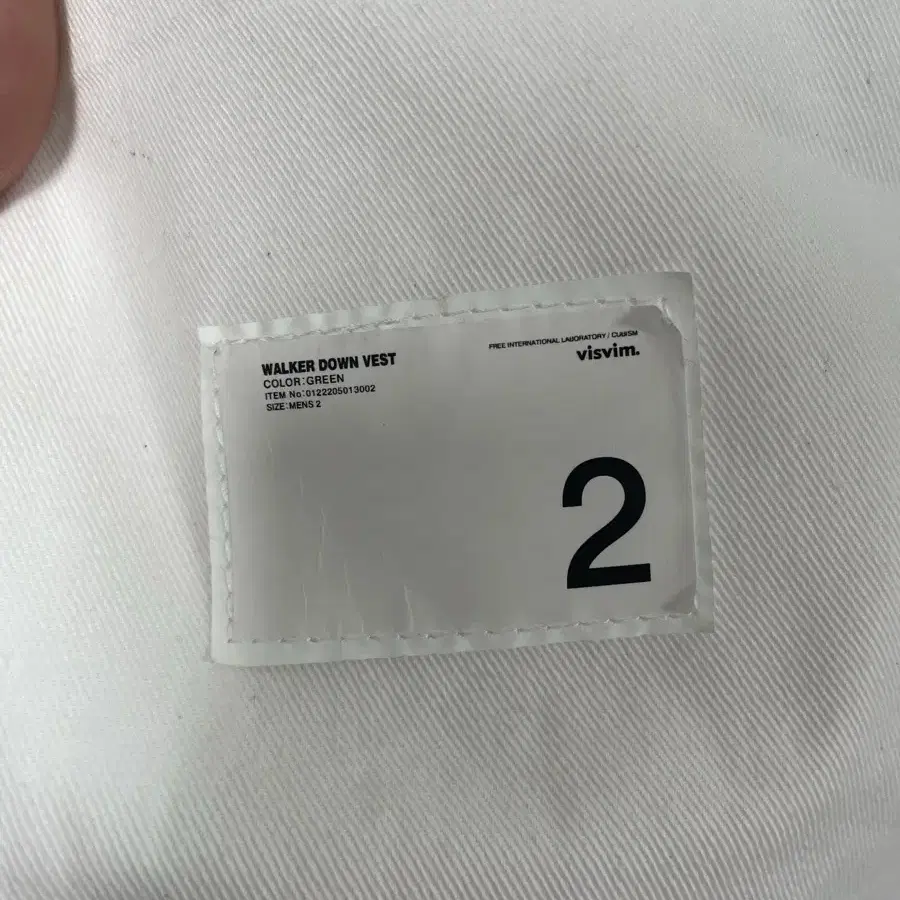 WALKER DOWN VEST
COLOR:GREEN
ITEM No:0122205013002
SIZE:MENS 2
FREE INTERNATIONAL LABORATORY / CUBISM
visvim.
2